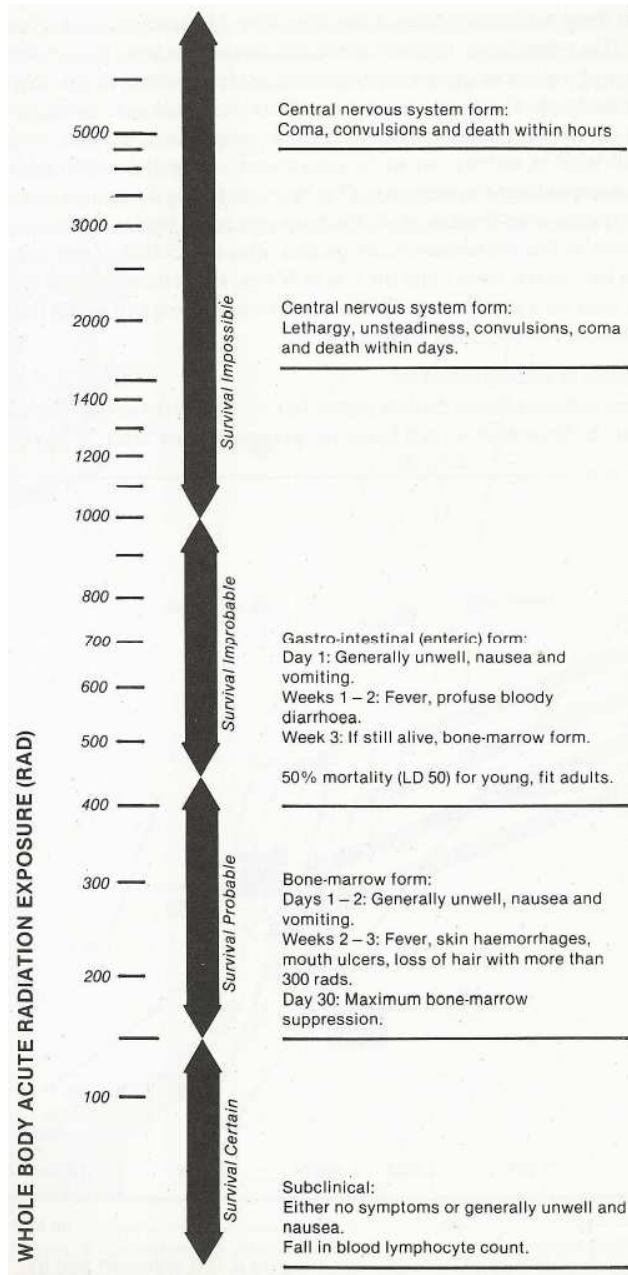 Central nervous system form:
Coma, convulsions and death within hours
5000
3000
Central nervous system form:
Lethargy, unsteadiness, convulsions, coma
and death within days.
2000
Survival Impossible
1400
1200
1000
800
Survival Improbable
700
Gastro-intestinal (enteric) form:
Day 1: Generally unwell, nausea and
vomiting.
Weeks 1 – 2: Fever, profuse bloody
diarrhoea.
Week 3: If still alive, bone-marrow form.
600
500
50% mortality (LD 50) for young, fit adults.
400
WHOLE BODY ACUTE RADIATION EXPOSURE (RAD)
300
Survival Probable
Bone-marrow form:
Days 1 – 2: Generally unwell, nausea and
vomiting.
Weeks 2 – 3: Fever, skin haemorrhages,
mouth ulcers, loss of hair with more than
300 rads.
Day 30: Maximum bone-marrow
suppression.
200
100
Survival Certain
Subclinical:
Either no symptoms or generally unwell and
nausea.
Fall in blood lymphocyte count.